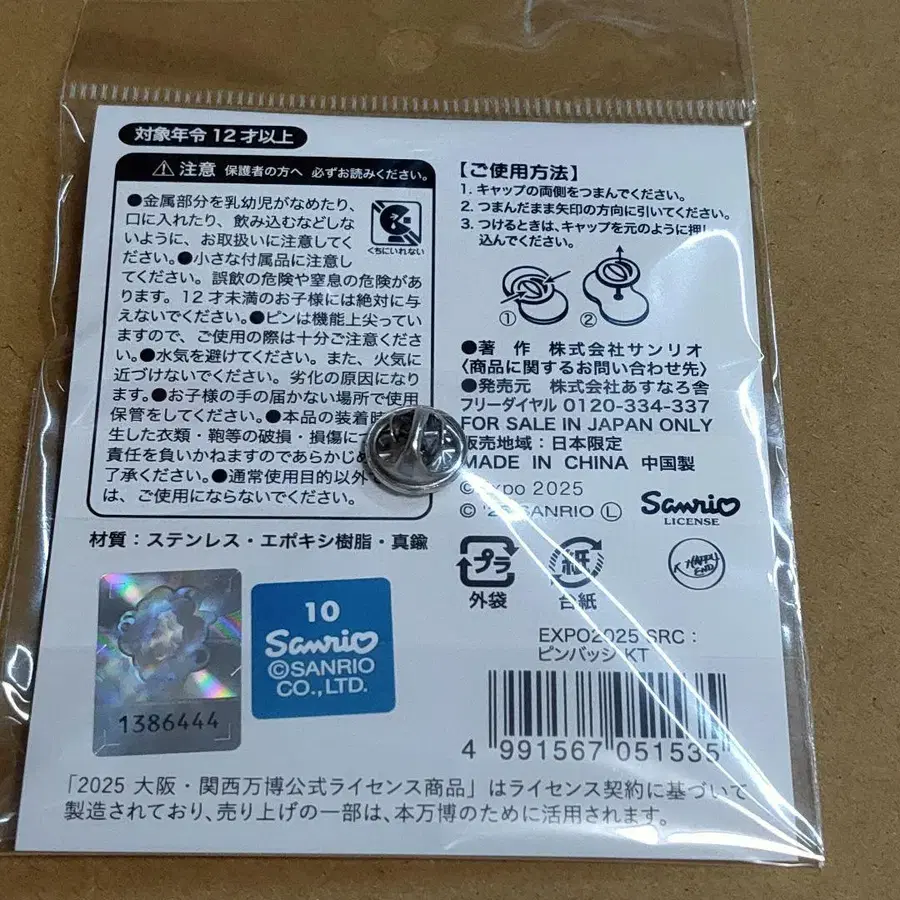 対象年令12才以上
⚠注意 保護者の方へ 必ずお読みください。
●金属部分を乳幼児がなめたり、
口に入れたり、飲み込むなどしな
いように、お取扱いに注意してく
ださい。●小さな付属品に注意し
てください。誤飲の危険や窒息の危険があ
ります。12才未満のお子様には絶対に与
えないでください。●ピンは機能上尖ってい
ますので、ご使用の際は十分ご注意くださ
い。●水気を避けてください。また、火気に
近づけないでください。劣化の原因になり
ます。●お子様の手の届かない場所で使用
保管をしてください。●本品の装着時
生した衣類・鞄等の破損・損傷につ
責任を負いかねますのであらかじめ
了承ください。●通常使用目的以外
は、ご使用にならないでください。
くちにいれない
材質:ステンレス・エポキシ樹脂・真鍮
【ご使用方法】
1. キャップの両側をつまんでください。
2. つまんだまま矢印の方向に引いてください。
3. つけるときは、キャップを元のように押し
込んでください。
① ②
●著 作 株式会社サンリオ
〈商品に関するお問い合わせ先〉
●発売元 株式会社あすなろ舎
フリーダイヤル 0120-334-337
FOR SALE IN JAPAN ONLY
販売地域:日本限定
MADE IN CHINA 中国製
©Expo 2025
© SANRIO Ⓛ
Sanrio
LICENSE
プラ
外袋
紙
台紙
HAPPY
END
EXPO2025 SRC:
ピンバッジ KT
4 991567 051535
1386444
10
Sanrio
©SANRIO
CO.,LTD.
「2025 大阪・関西万博公式ライセンス商品」はライセンス契約に基づいて
製造されており、売り上げの一部は、本万博のために活用されます。